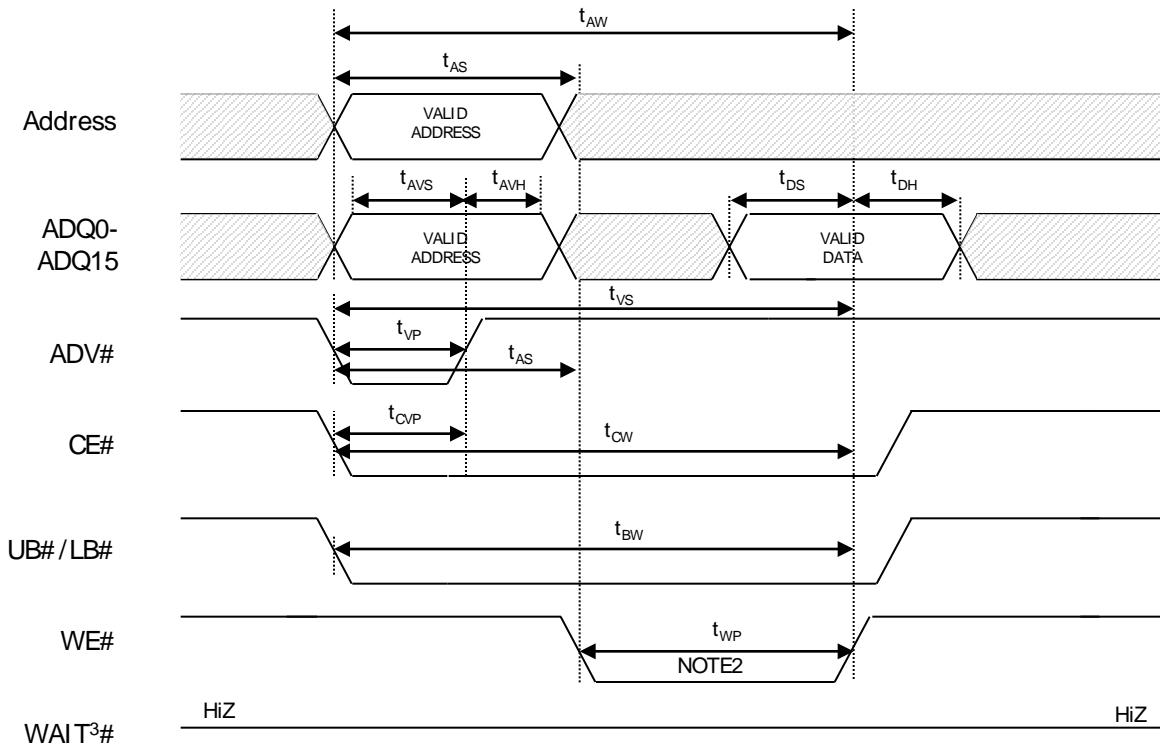 tAW
tAS
Address
VALID
ADDRESS
tAVS
tAVH
tDS
tDH
ADQ0-
ADQ15
VALID
ADDRESS
VALID
DATA
tVS
ADV#
tVP
tAS
CE#
tCVP
tCW
UB# / LB#
tBW
WE#
tWP
NOTE2
WAIT³#
HiZ
HiZ